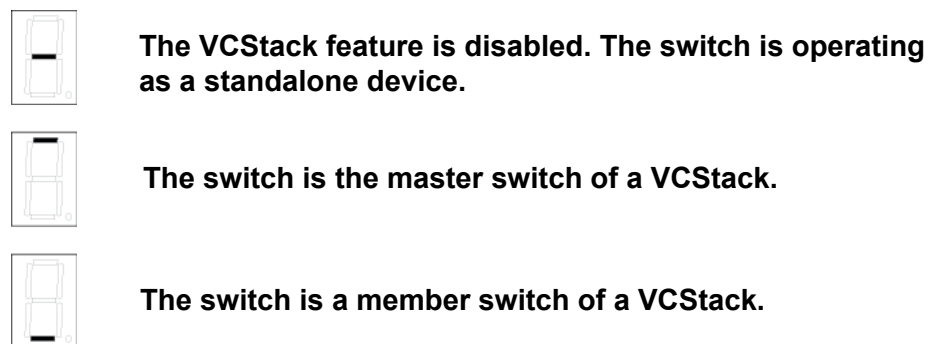 The VCStack feature is disabled. The switch is operating
as a standalone device.
The switch is the master switch of a VCStack.
The switch is a member switch of a VCStack.